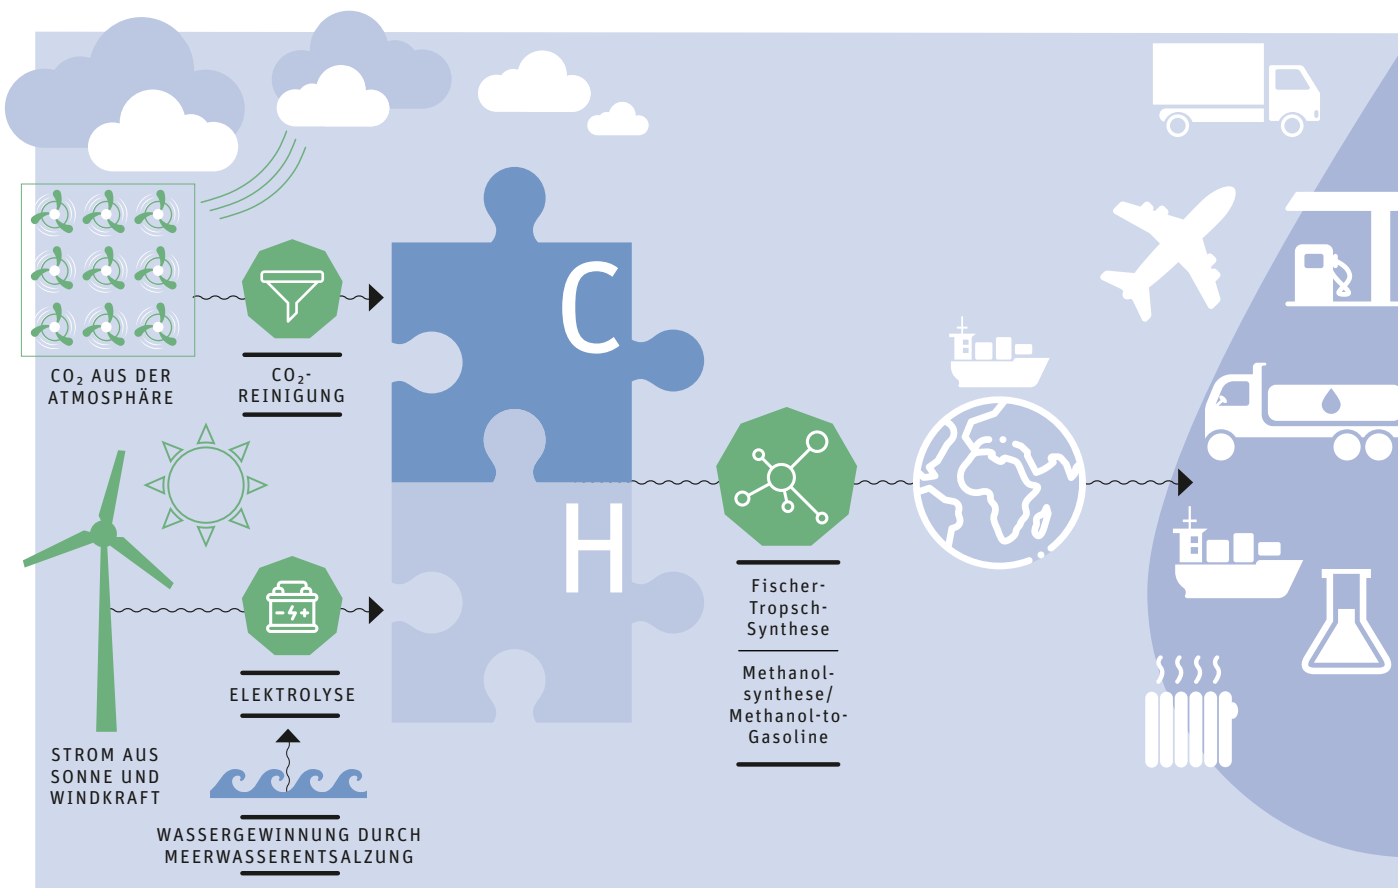 CO₂ AUS DER
ATMOSPHÄRE
CO₂-
REINIGUNG
C
H
STROM AUS
SONNE UND
WINDKRAFT
- +
ELEKTROLYSE
WASSERGEWINNUNG DURCH
MEERWASSERENTSALZUNG
Fischer-
Tropsch-
Synthese
Methanol-
synthese/
Methanol-to-
Gasoline